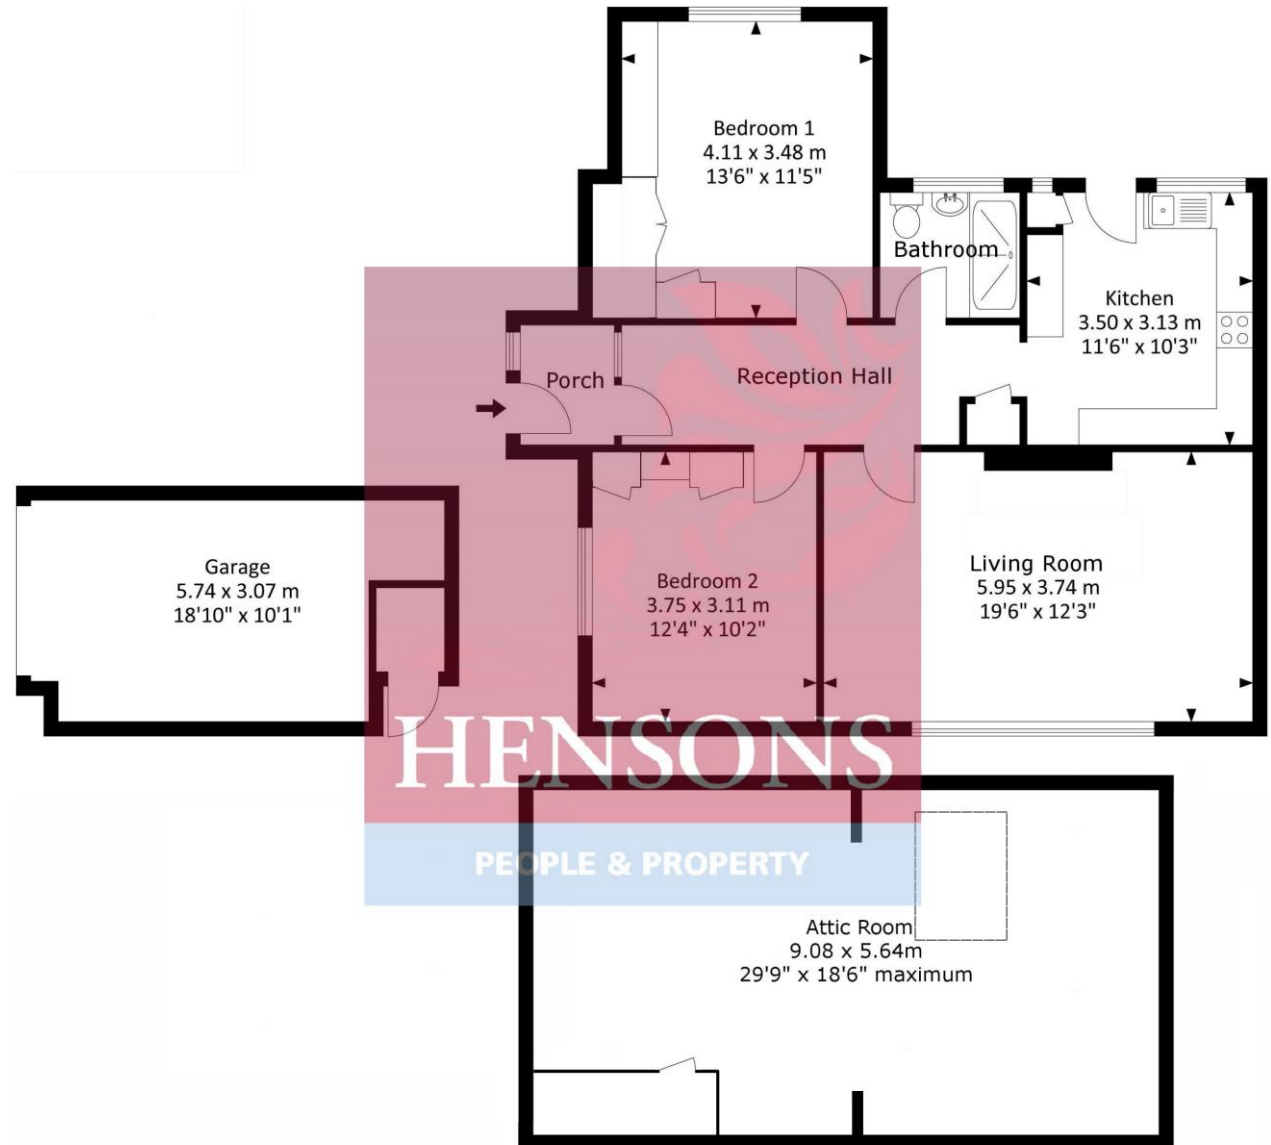 Bedroom 1
4.11 x 3.48 m
13'6" x 11'5"
Bathroom
Kitchen
3.50 x 3.13 m
11'6" x 10'3"
Porch
Reception Hall
Garage
5.74 x 3.07 m
18'10" x 10'1"
Bedroom 2
3.75 x 3.11 m
12'4" x 10'2"
Living Room
5.95 x 3.74 m
19'6" x 12'3"
HENSONS
PEOPLE & PROPERTY
Attic Room
9.08 x 5.64m
29'9" x 18'6" maximum